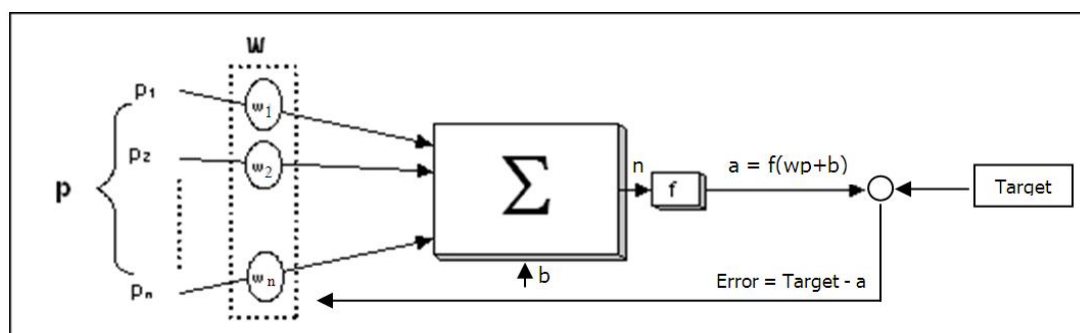 W
p1
w1
p2
w2
p
Σ
n
f
a = f(wp+b)
Target
pn
wn
b
Error = Target - a